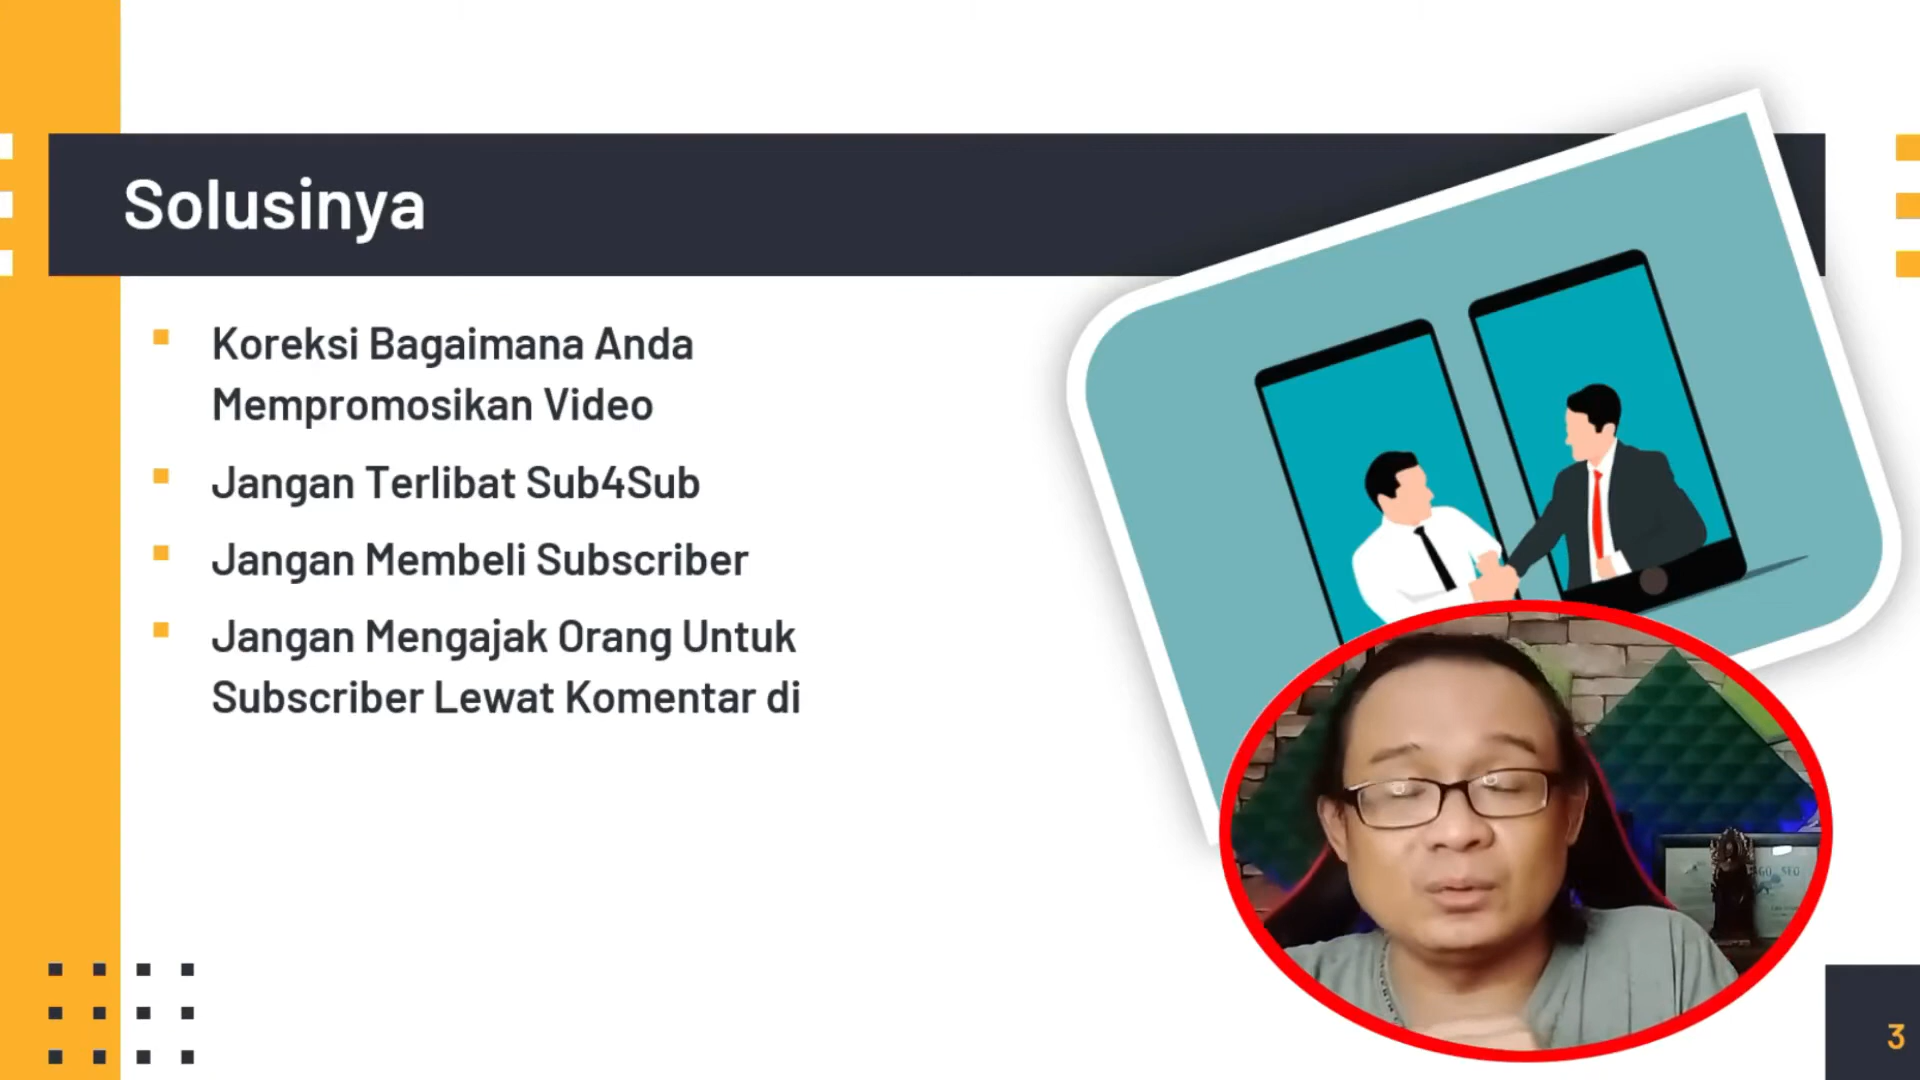 Solusinya
Koreksi Bagaimana Anda
Mempromosikan Video
Jangan Terlibat Sub4Sub
Jangan Membeli Subscriber
Jangan Mengajak Orang Untuk
Subscriber Lewat Komentar di
3